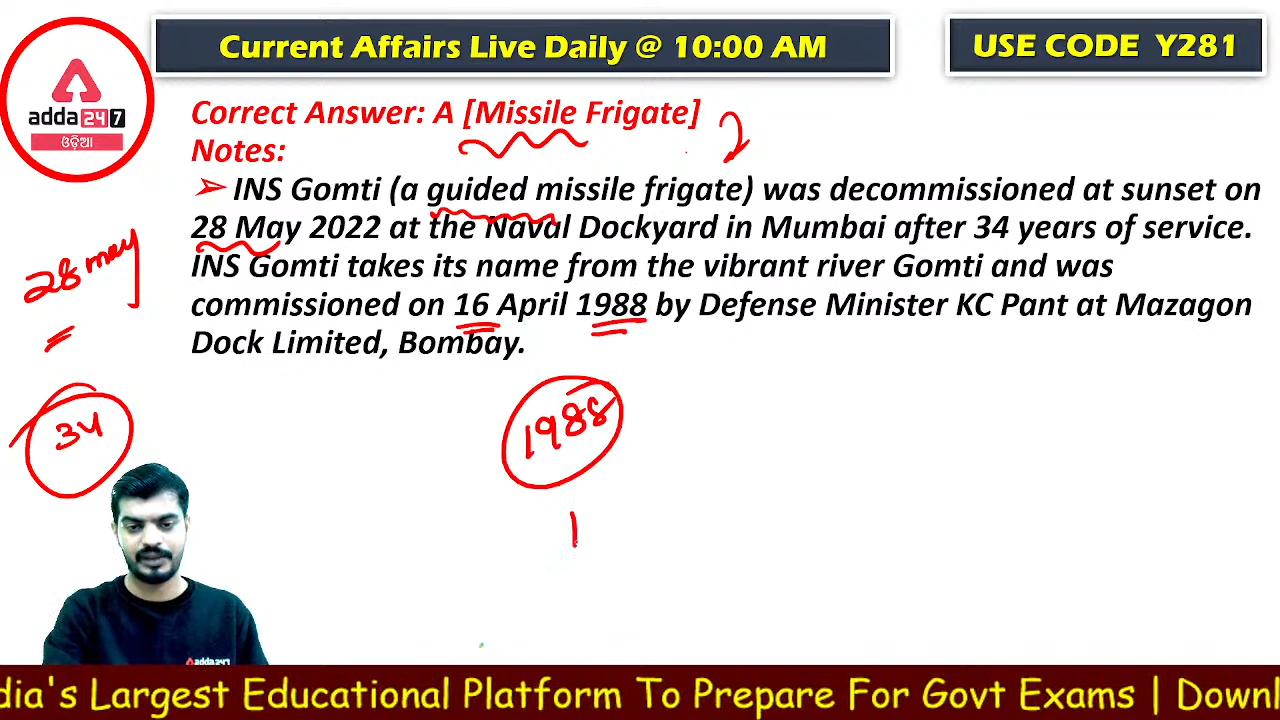 Current Affairs Live Daily @ 10:00 AM
USE CODE Y281
adda 24 7
ଓଡ଼ିଆ
Correct Answer: A [Missile Frigate]
Notes:
➢ INS Gomti (a guided missile frigate) was decommissioned at sunset on
28 May 2022 at the Naval Dockyard in Mumbai after 34 years of service.
INS Gomti takes its name from the vibrant river Gomti and was
commissioned on 16 April 1988 by Defense Minister KC Pant at Mazagon
Dock Limited, Bombay.
28 may
34
1988
1
adda247
dia's Largest Educational Platform To Prepare For Govt Exams | Downl